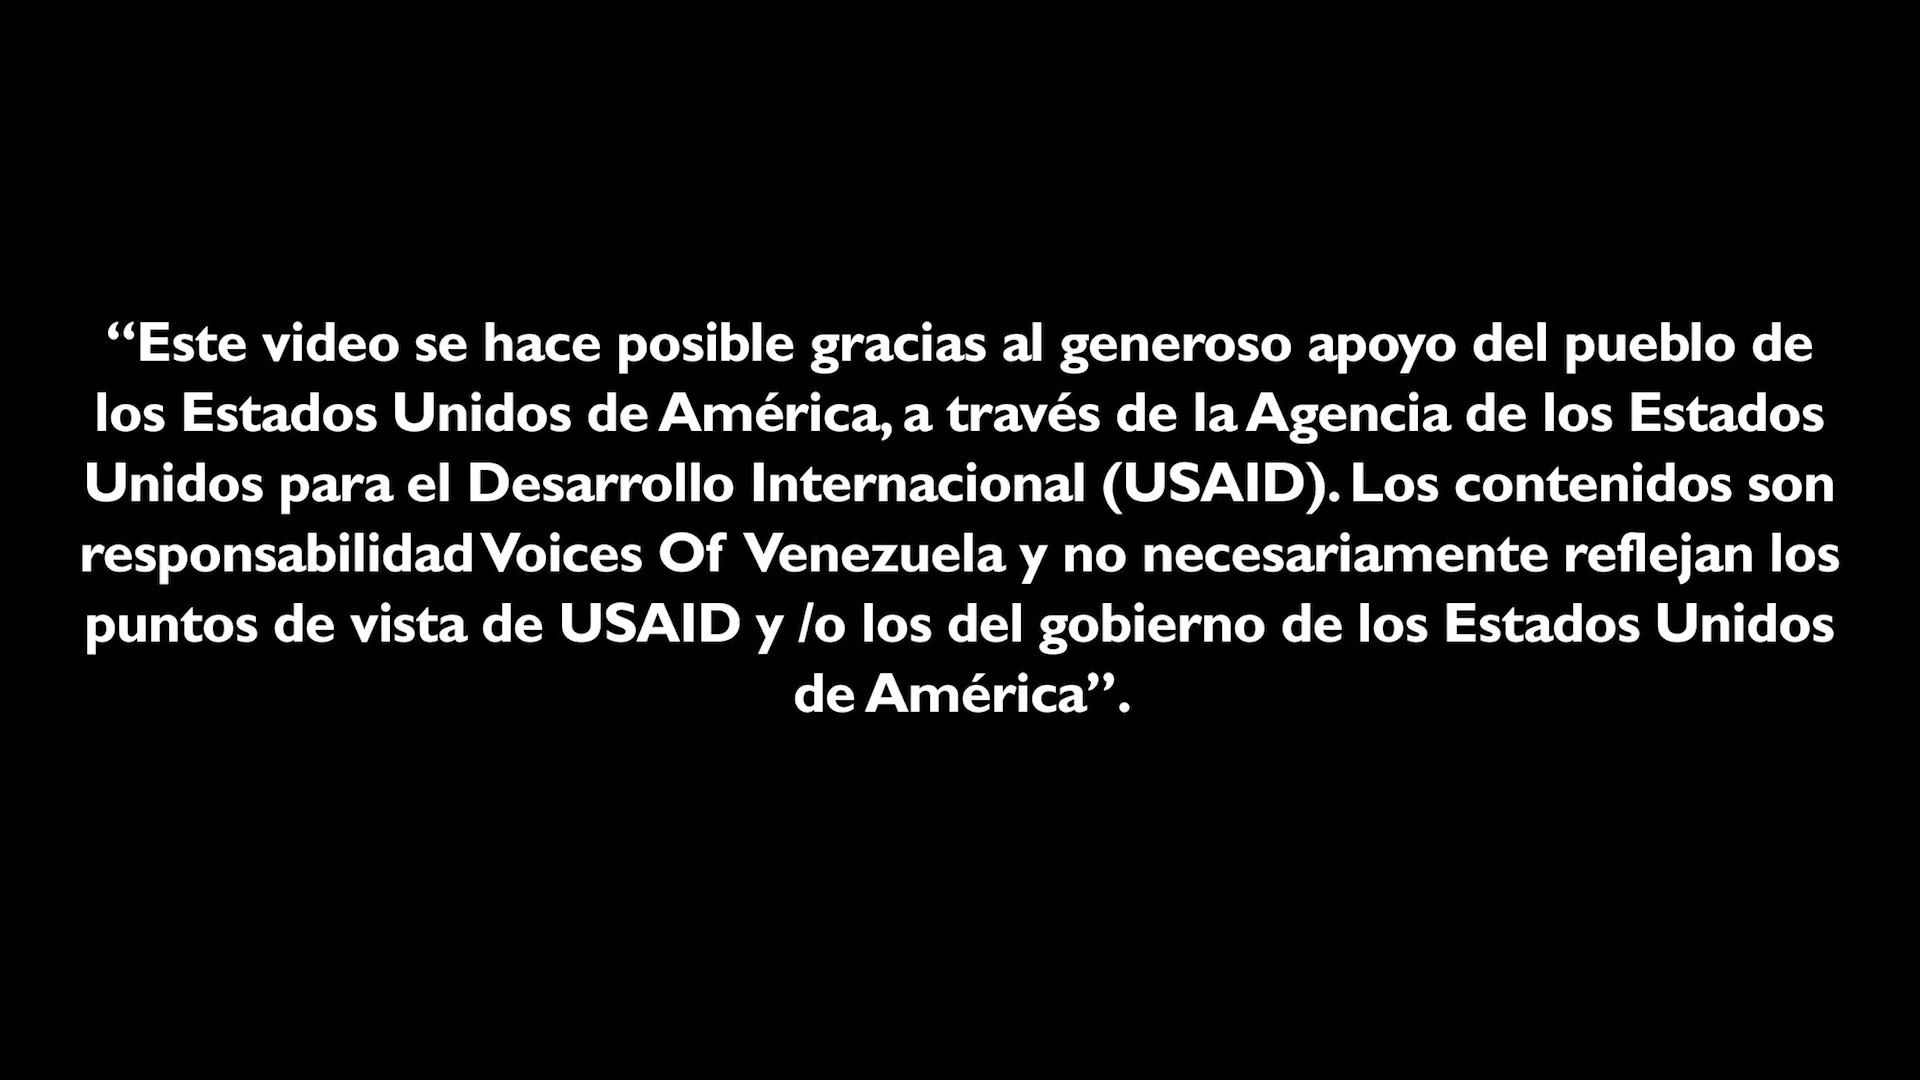 “Este video se hace posible gracias al generoso apoyo del pueblo de
los Estados Unidos de América, a través de la Agencia de los Estados
Unidos para el Desarrollo Internacional (USAID). Los contenidos son
responsabilidad Voices Of Venezuela y no necesariamente reflejan los
puntos de vista de USAID y /o los del gobierno de los Estados Unidos
de América”.